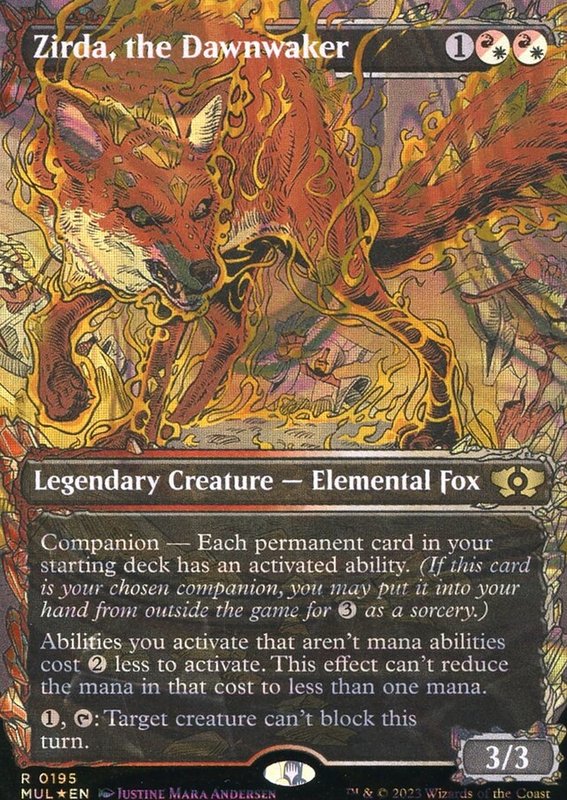 Zirda, the Dawnwaker 1
Legendary Creature — Elemental Fox
Companion — Each permanent card in your
starting deck has an activated ability. (If this card
is your chosen companion, you may put it into your
hand from outside the game for 3 as a sorcery.)
Abilities you activate that aren't mana abilities
cost 2 less to activate. This effect can't reduce
the mana in that cost to less than one mana.
1, : Target creature can't block this
turn.
3/3
R 0195
MUL★EN Justine Mara Andersen ™ & © 2023 Wizards of the Coast